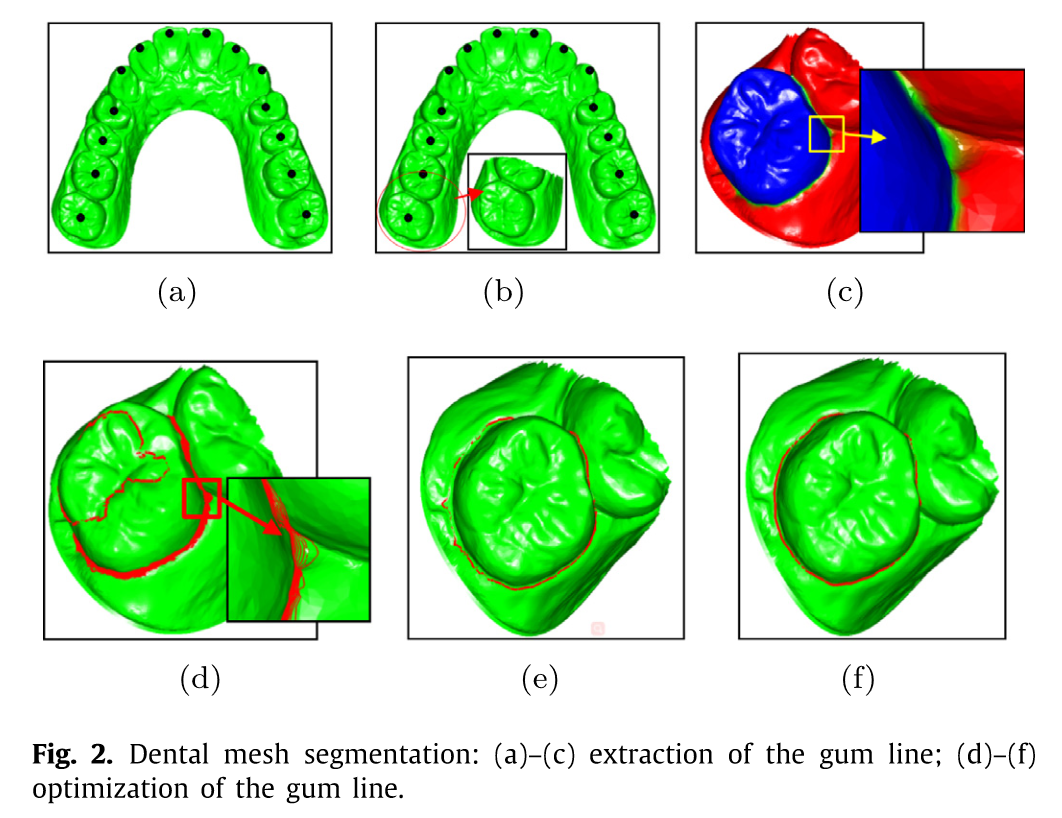 (a)
(b)
(c)
(d)
(e)
(f)
Fig. 2. Dental mesh segmentation: (a)–(c) extraction of the gum line; (d)–(f)
optimization of the gum line.